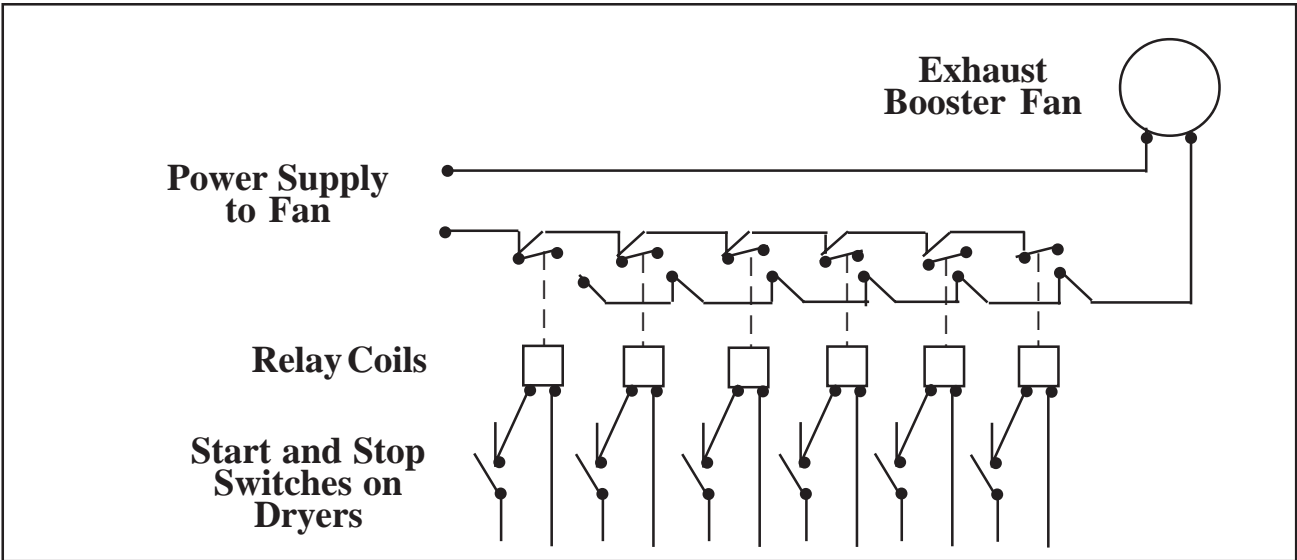 Exhaust
Booster Fan
Power Supply
to Fan
Relay Coils
Start and Stop
Switches on
Dryers